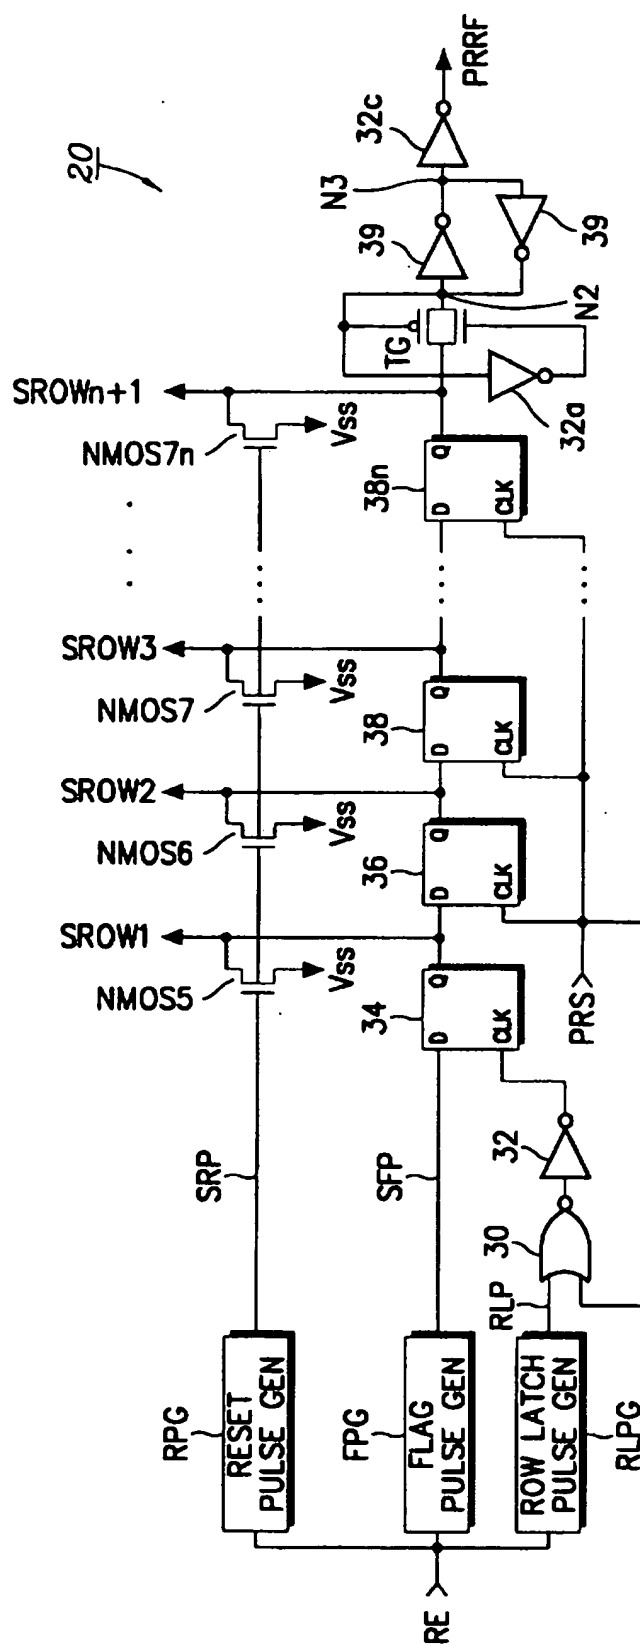 20
SROW1
SROW2
SROW3
SROWn+1
NMOS5
NMOS6
NMOS7
NMOS7n
Vss
Vss
Vss
Vss
RPG
RESET
PULSE GEN
SRP
FPG
FLAG
PULSE GEN
SFP
34
D
Q
CLK
36
D
Q
CLK
38
D
Q
CLK
38n
D
Q
CLK
TG
39
N3
32c
PRRF
39
N2
32a
RE
ROW LATCH
PULSE GEN
RLPG
RLP
30
32
PRS